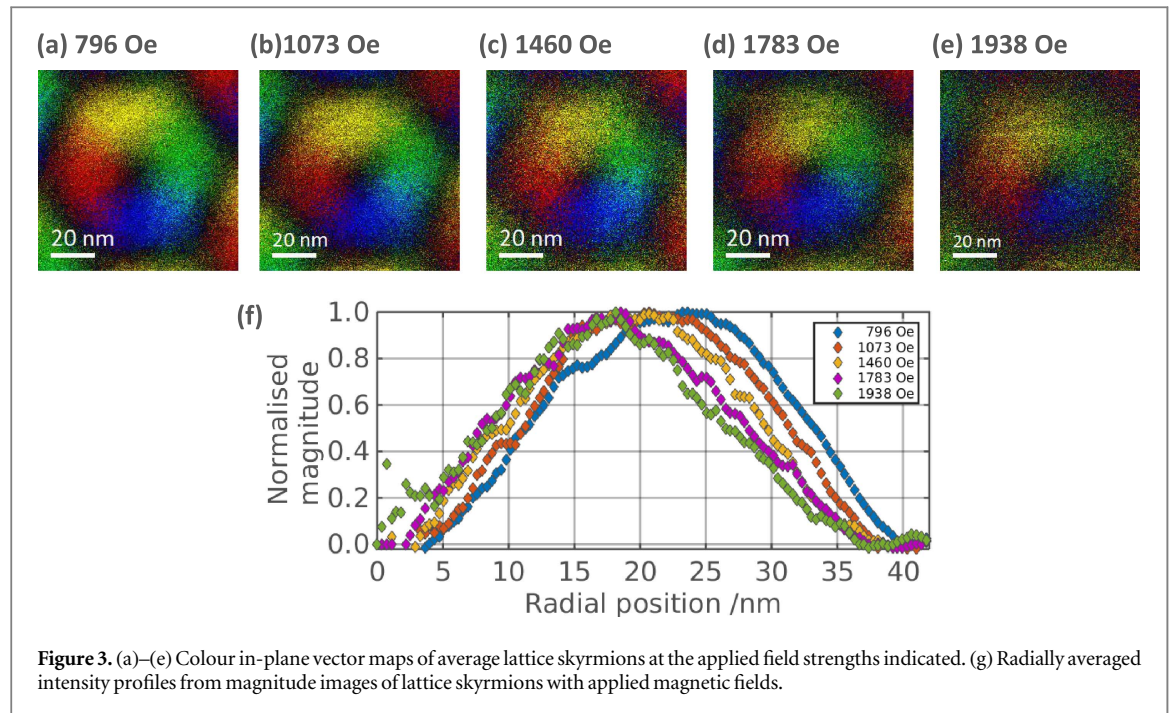 (a) 796 Oe
(b)1073 Oe
(c) 1460 Oe
(d) 1783 Oe
(e) 1938 Oe
20 nm
20 nm
20 nm
20 nm
20 nm
(f)
Normalised
magnitude
1.0
0.8
0.6
0.4
0.2
0.0
796 Oe
1073 Oe
1460 Oe
1783 Oe
1938 Oe
0 5 10 15 20 25 30 35 40
Radial position /nm
Figure 3. (a)–(e) Colour in-plane vector maps of average lattice skyrmions at the applied field strengths indicated. (g) Radially averaged
intensity profiles from magnitude images of lattice skyrmions with applied magnetic fields.